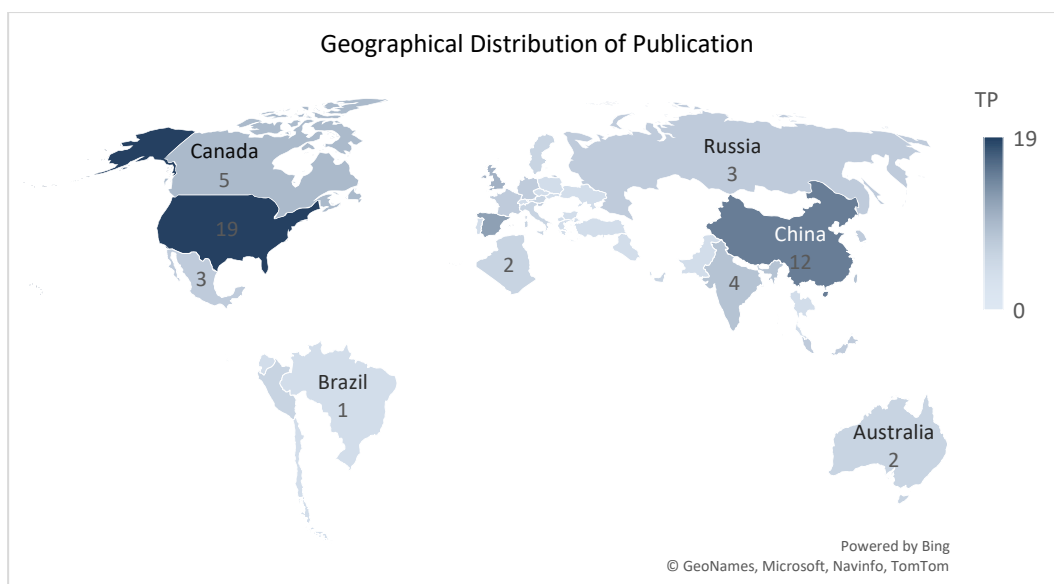 Geographical Distribution of Publication
TP
19
0
Canada
5
19
3
Russia
3
China
12
2
4
Brazil
1
Australia
2
Powered by Bing
© GeoNames, Microsoft, Navinfo, TomTom